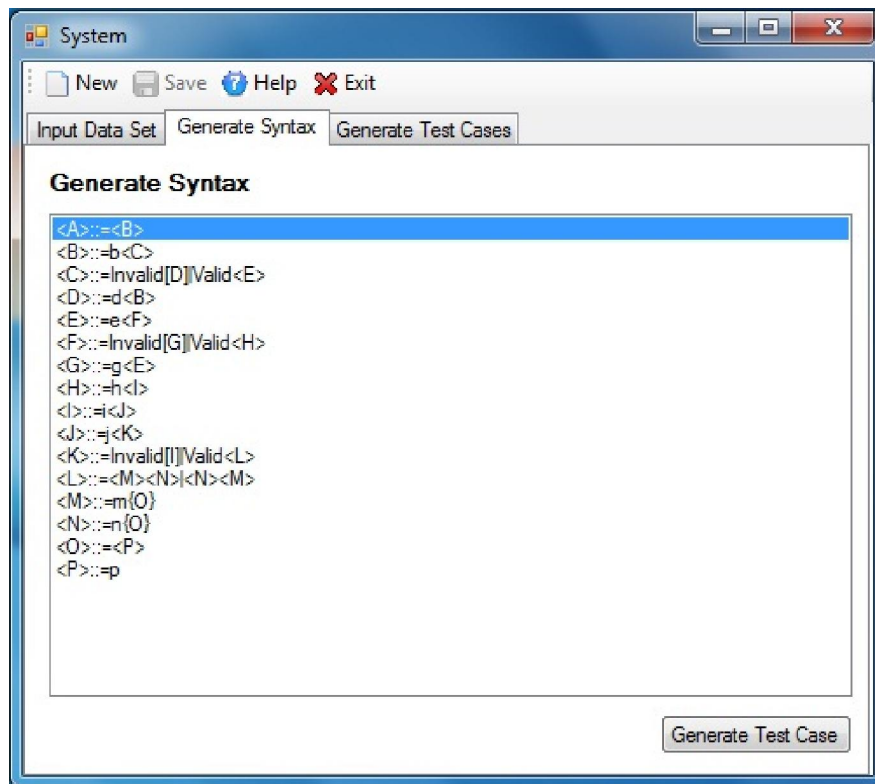 System
New Save Help Exit
Input Data Set Generate Syntax Generate Test Cases
Generate Syntax
<A>::=<B>
<B>::=b<C>
<C>::=Invalid[D]|Valid<E>
<D>::=d<B>
<E>::=e<F>
<F>::=Invalid[G]|Valid<H>
<G>::=g<E>
<H>::=h<I>
<I>::=i<J>
<J>::=j<K>
<K>::=Invalid[I]|Valid<L>
<L>::=<M><N>|<N><M>
<M>::=m{O}
<N>::=n{O}
<O>::=<P>
<P>::=p
Generate Test Case